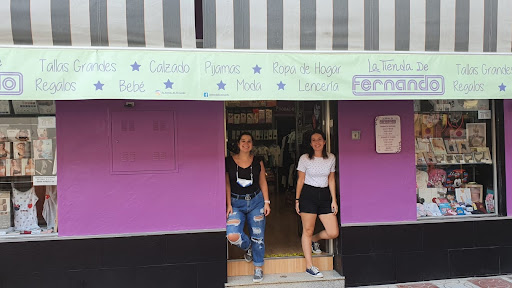 Tallas Grandes ★ Calzado
Regalos ★ Bebé ★
Pijamas ★ Ropa de Hogar
★ Moda ★ Lencería
LA TIENDA DE
FERNANDO
Tallas Grandes
Regalos ★